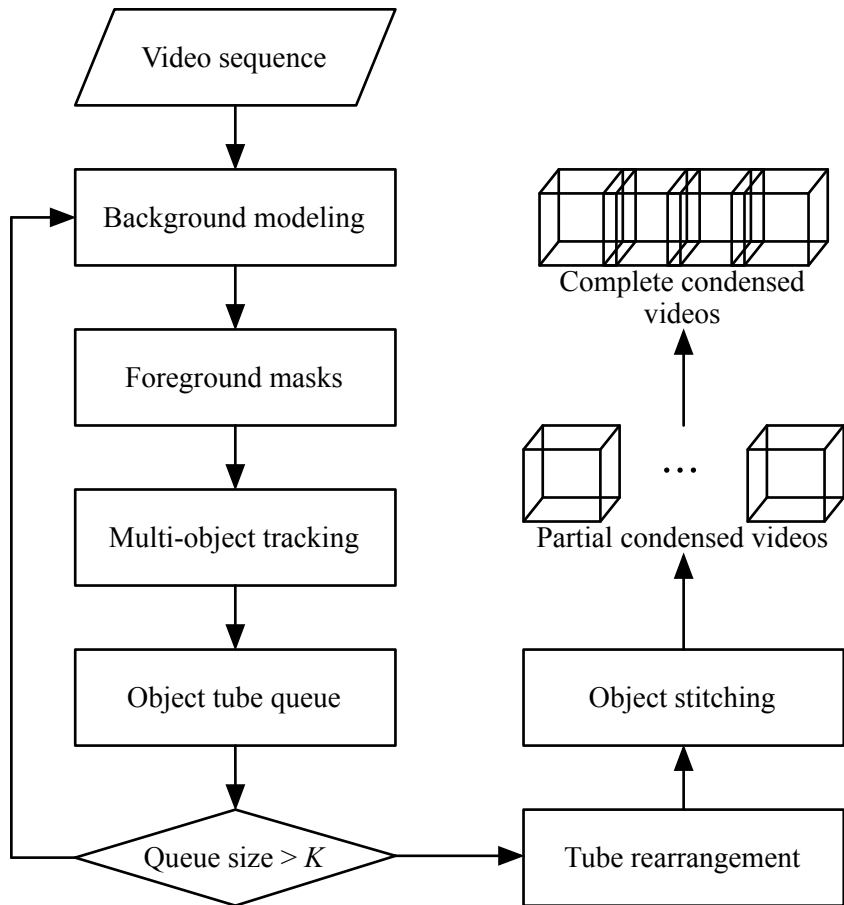 Video sequence
Background modeling
Foreground masks
Multi-object tracking
Object tube queue
Queue size > K
Tube rearrangement
Object stitching
Partial condensed videos
...
Complete condensed
videos